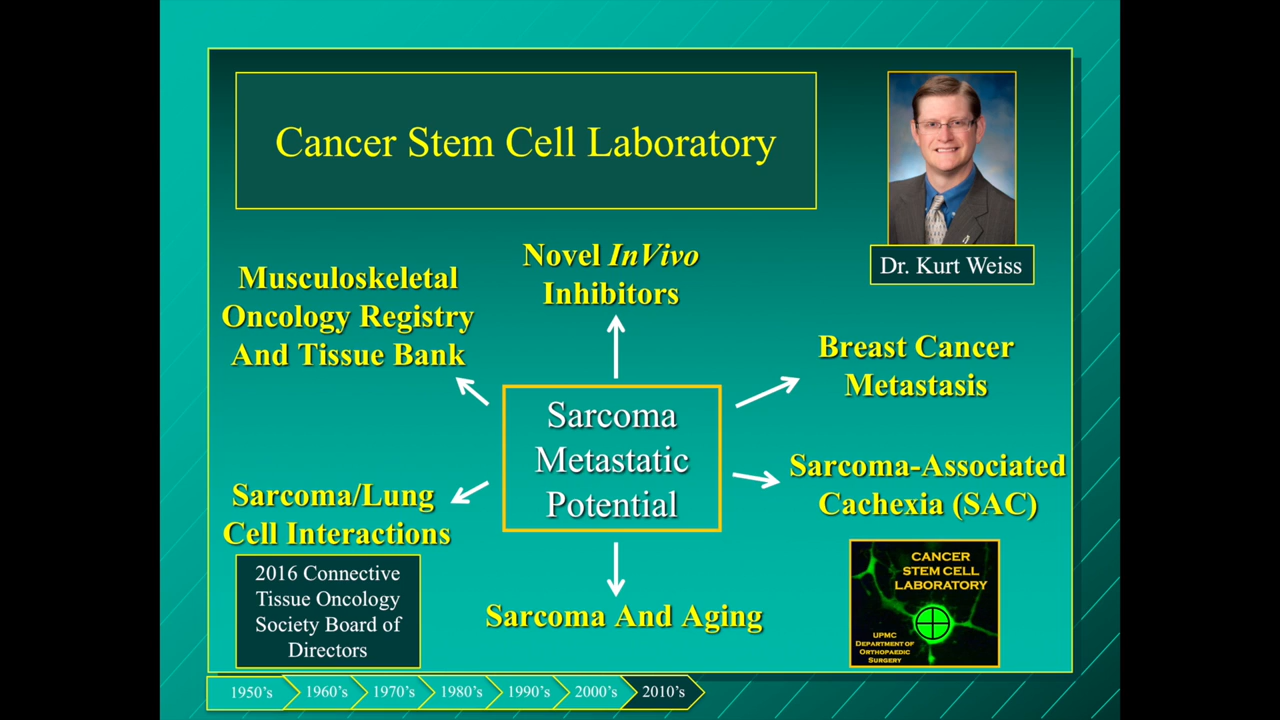 Cancer Stem Cell Laboratory
Dr. Kurt Weiss
Novel InVivo
Inhibitors
Musculoskeletal
Oncology Registry
And Tissue Bank
Breast Cancer
Metastasis
Sarcoma
Metastatic
Potential
Sarcoma-Associated
Cachexia (SAC)
Sarcoma/Lung
Cell Interactions
2016 Connective
Tissue Oncology
Society Board of
Directors
Sarcoma And Aging
CANCER
STEM CELL
LABORATORY
UPMC
DEPARTMENT OF
ORTHOPAEDIC
SURGERY
1950's
1960's
1970's
1980's
1990's
2000's
2010's